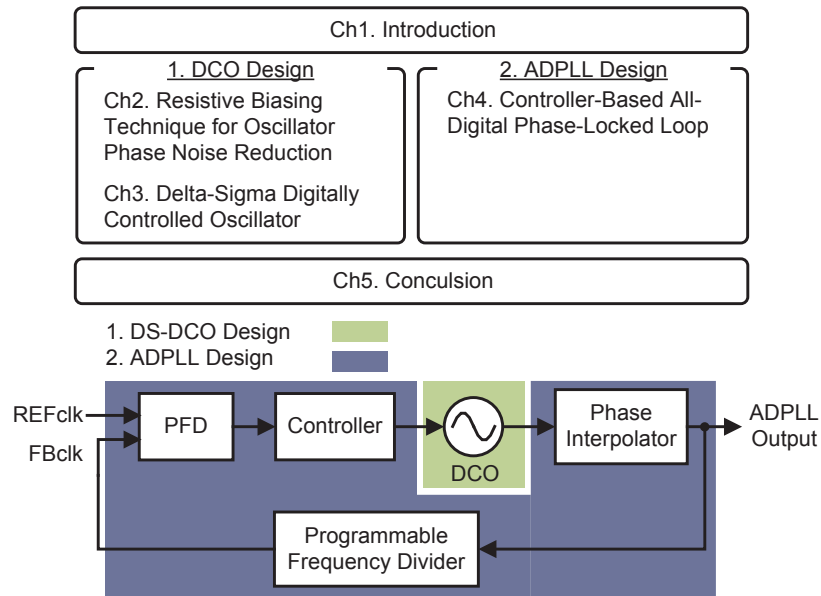 Ch1. Introduction
1. DCO Design
Ch2. Resistive Biasing
Technique for Oscillator
Phase Noise Reduction
Ch3. Delta-Sigma Digitally
Controlled Oscillator
2. ADPLL Design
Ch4. Controller-Based All-
Digital Phase-Locked Loop
Ch5. Conculsion
1. DS-DCO Design
2. ADPLL Design
REFclk
FBclk
PFD
Controller
DCO
Phase
Interpolator
ADPLL
Output
Programmable
Frequency Divider